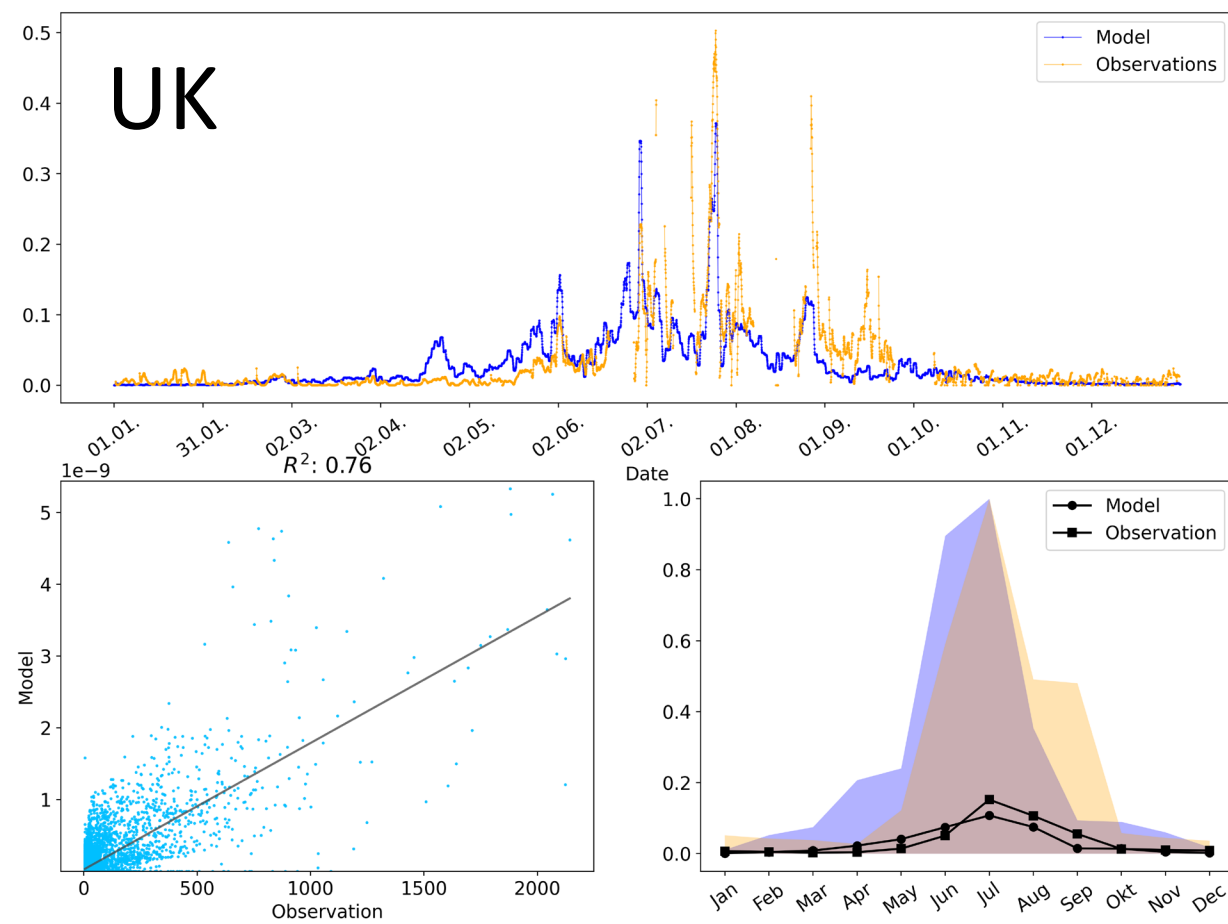 UK
Model
Observations
0.5
0.4
0.3
0.2
0.1
0.0
01.01. 31.01. 02.03. 02.04. 02.05. 02.06. 02.07. 01.08. 01.09. 01.10. 01.11. 01.12.
Date
1e−9
R²: 0.76
5
4
3
2
1
Model
0 500 1000 1500 2000
Observation
Model
Observation
1.0
0.8
0.6
0.4
0.2
0.0
Jan Feb Mar Apr May Jun Jul Aug Sep Okt Nov Dec